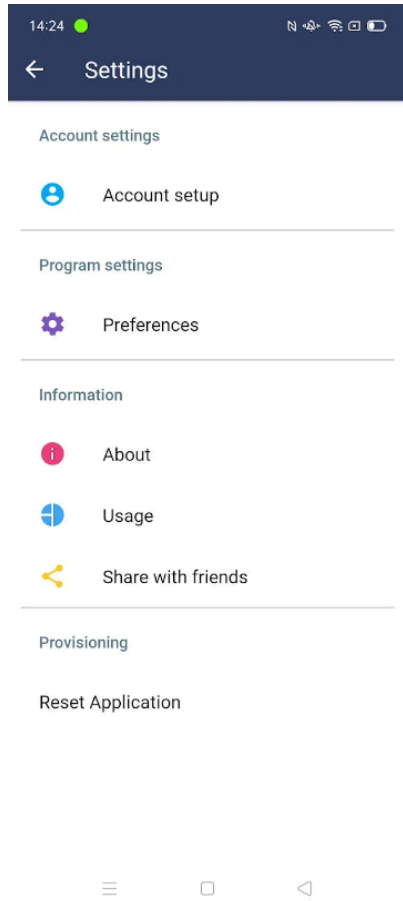 14:24
Settings
Account settings
Account setup
Program settings
Preferences
Information
About
Usage
Share with friends
Provisioning
Reset Application